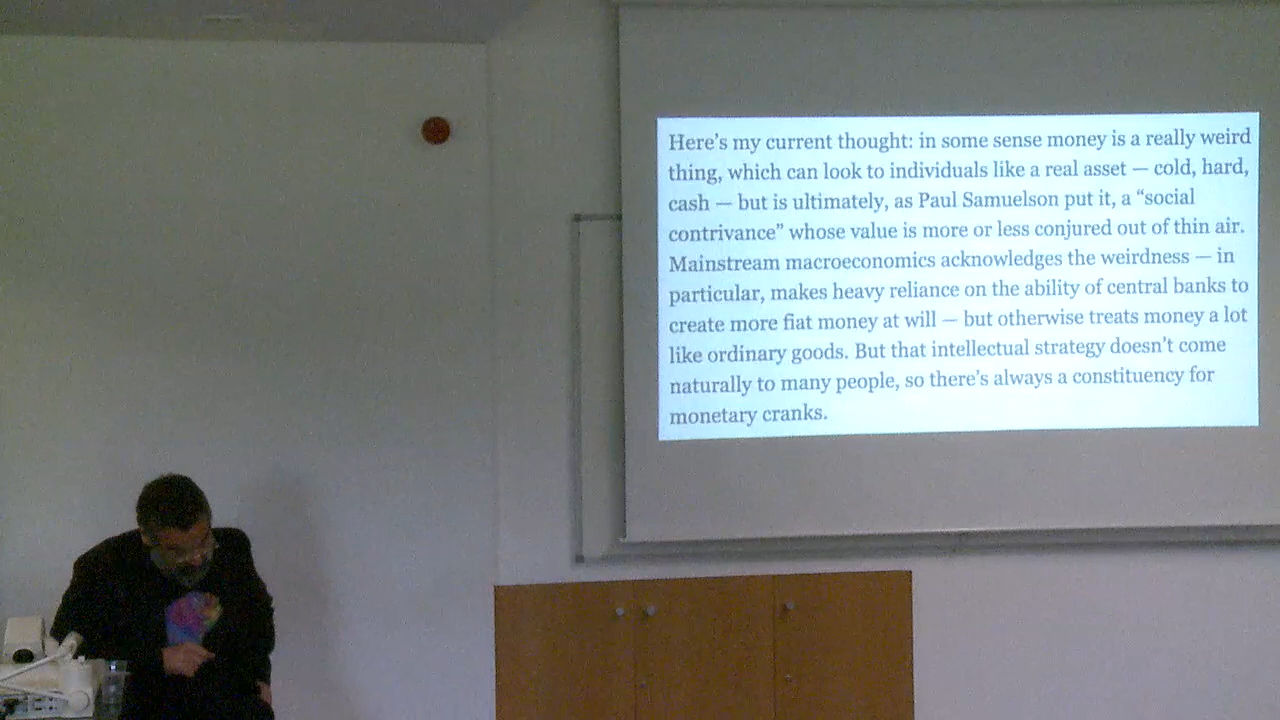 Here's my current thought: in some sense money is a really weird
thing, which can look to individuals like a real asset — cold, hard,
cash — but is ultimately, as Paul Samuelson put it, a “social
contrivance” whose value is more or less conjured out of thin air.
Mainstream macroeconomics acknowledges the weirdness — in
particular, makes heavy reliance on the ability of central banks to
create more fiat money at will — but otherwise treats money a lot
like ordinary goods. But that intellectual strategy doesn't come
naturally to many people, so there's always a constituency for
monetary cranks.